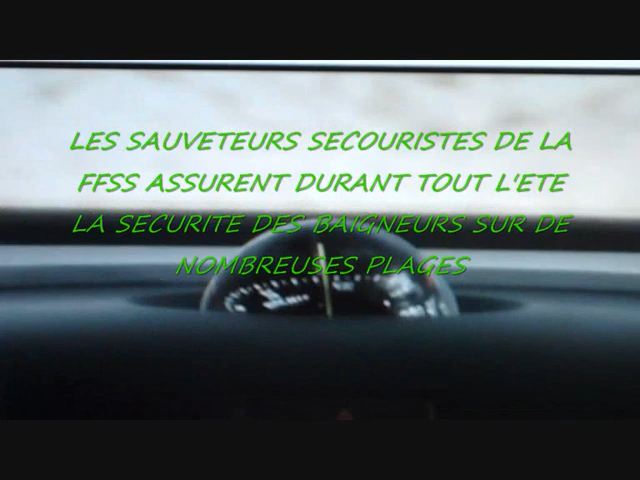 LES SAUVETEURS SECOURISTES DE LA
FFSS ASSURENT DURANT TOUT L'ETE
LA SECURITE DES BAIGNEURS SUR DE
NOMBREUSES PLAGES